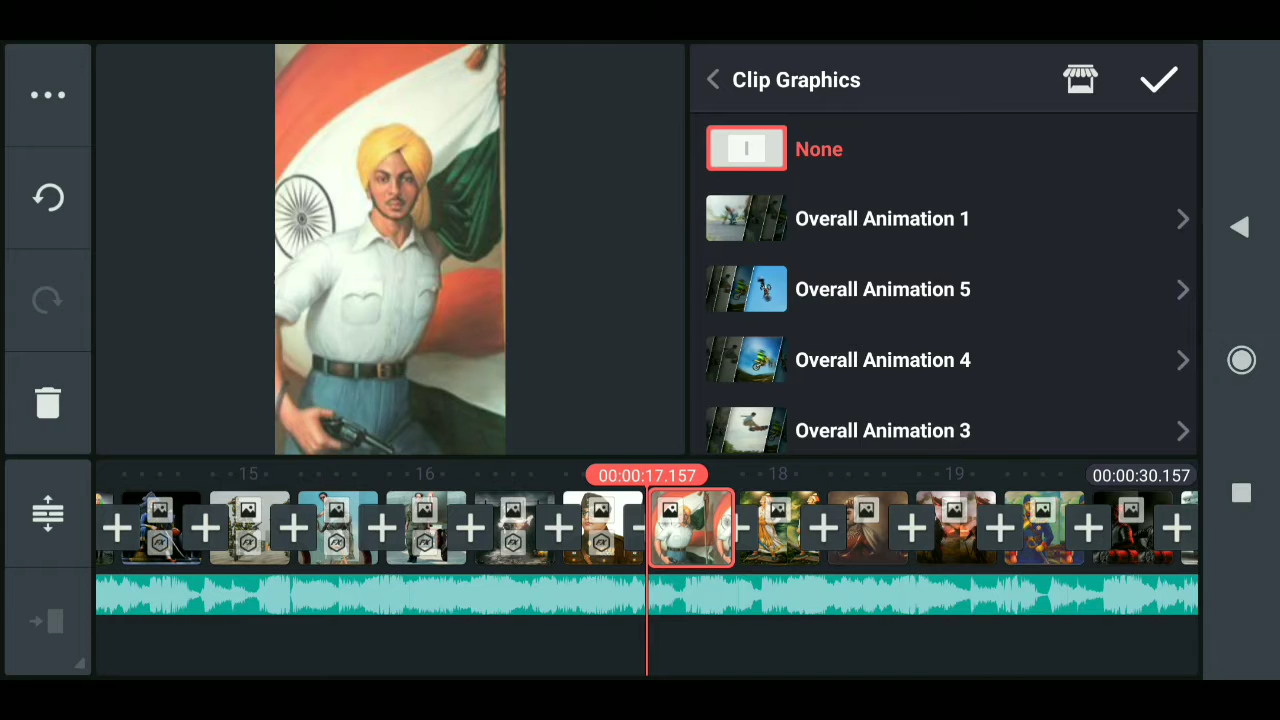 Clip Graphics
None
Overall Animation 1
Overall Animation 5
Overall Animation 4
Overall Animation 3
15
16
00:00:17.157
18
19
00:00:30.157